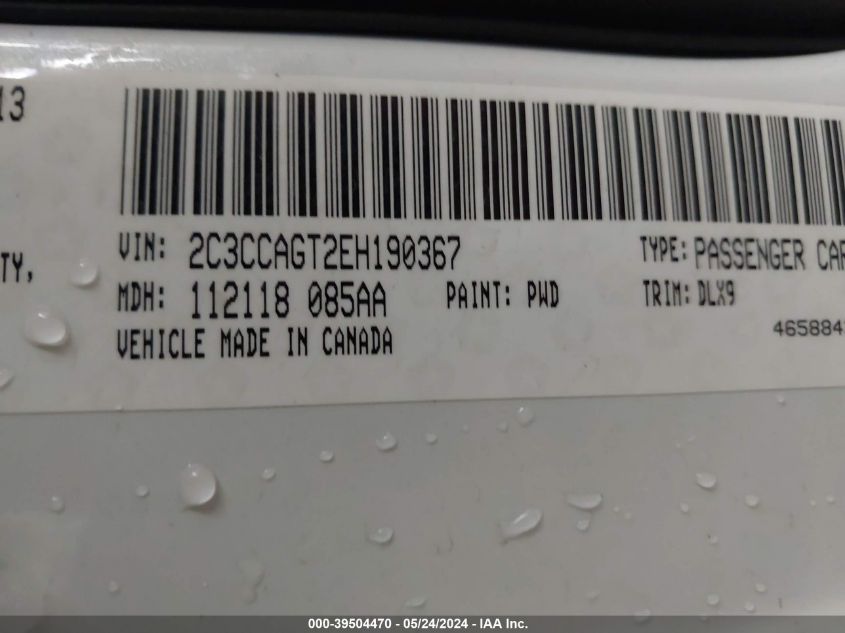 13
VIN: 2C3CCAGT2EH190367 TYPE: PASSENGER CAR
TY,
MDH: 112118 085AA PAINT: PWD TRIM: DLX9
VEHICLE MADE IN CANADA 465884
000-39504470 - 05/24/2024 - IAA Inc.